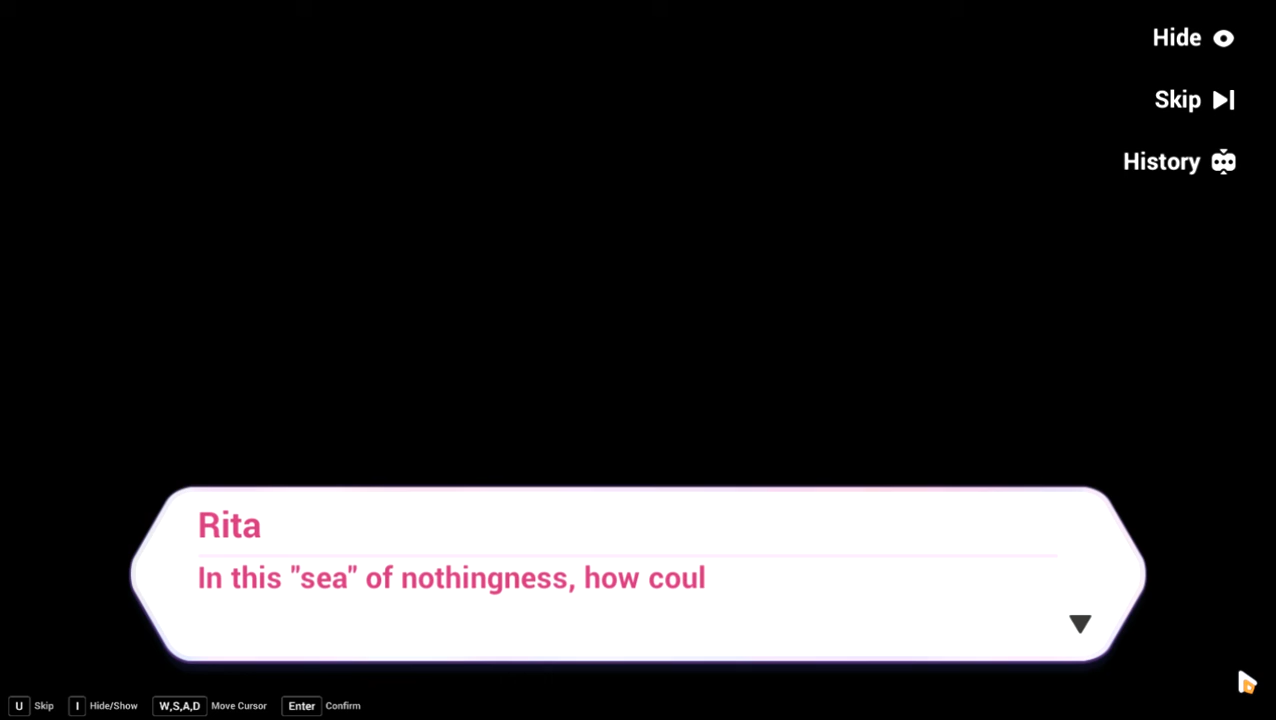 Hide
Skip
History
Rita
In this "sea" of nothingness, how coul
U Skip I Hide/Show W,S,A,D Move Cursor Enter Confirm